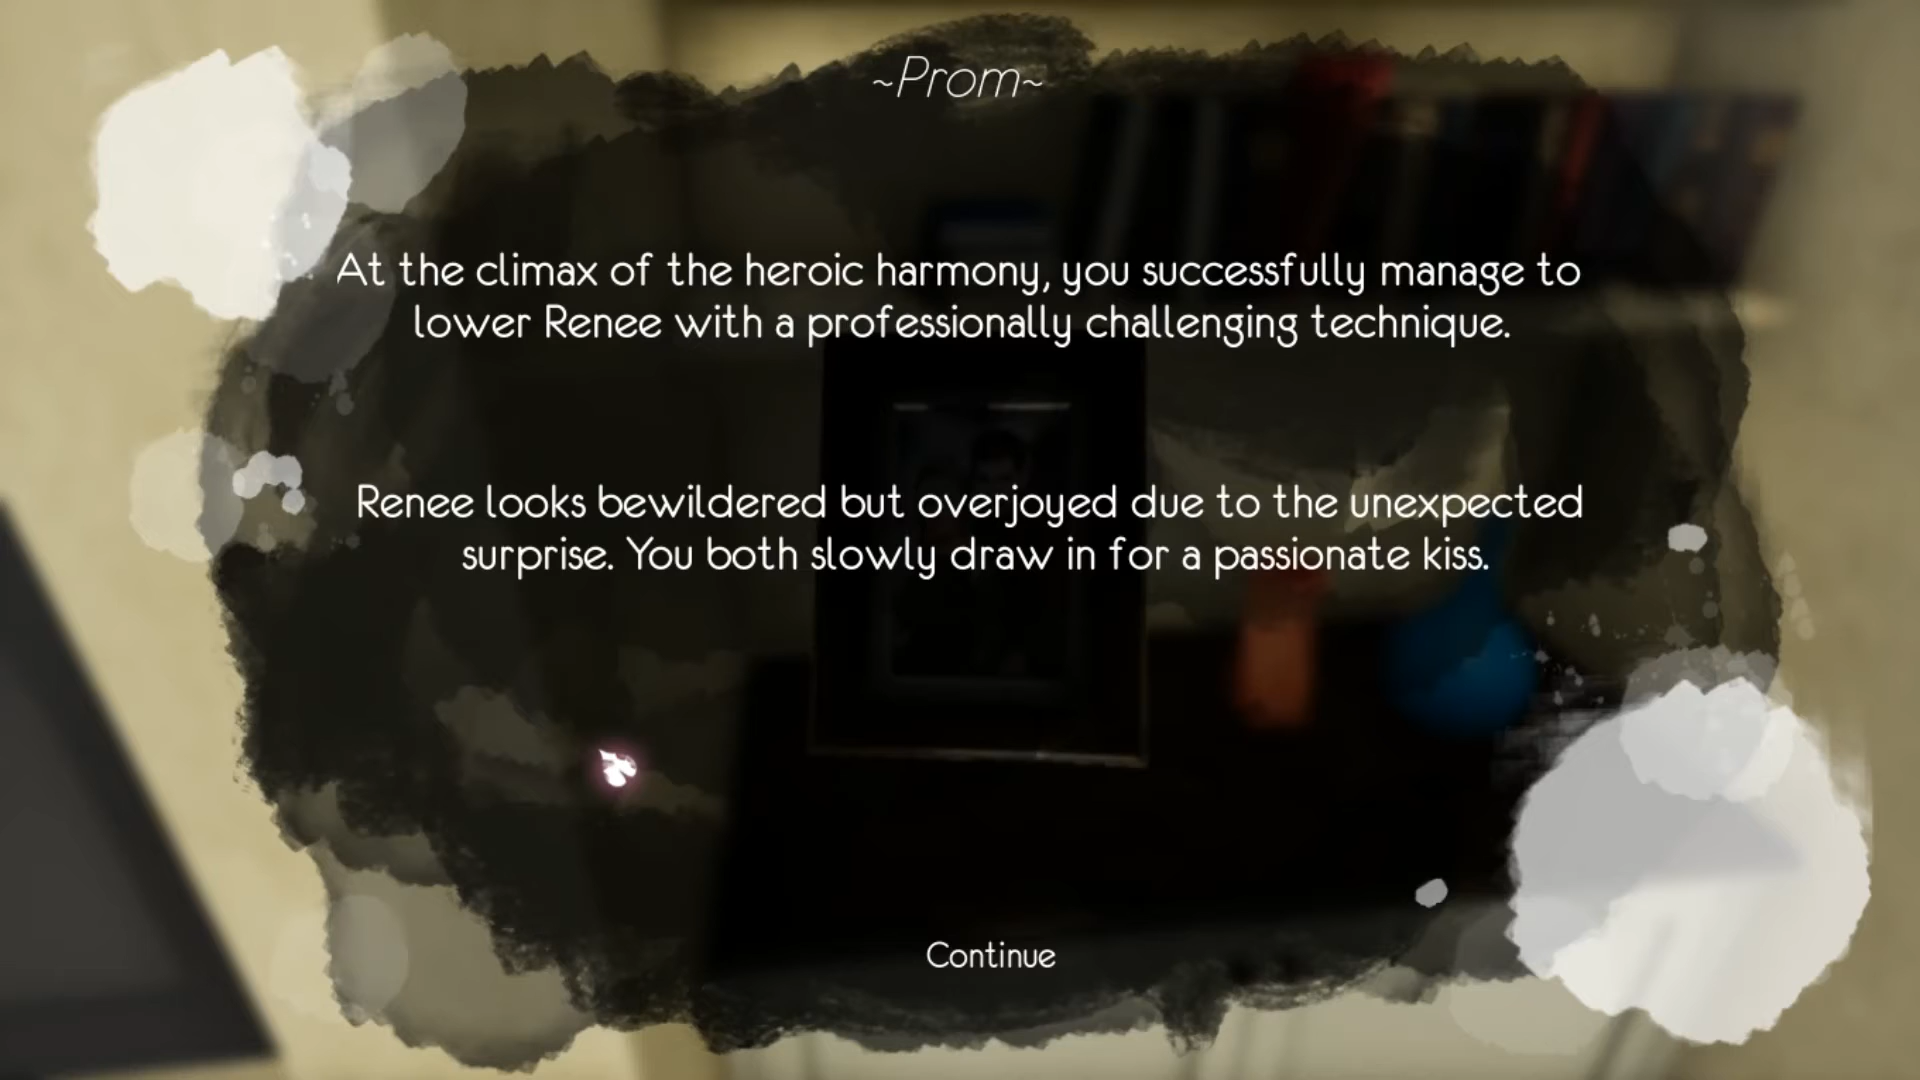 ~Prom~
At the climax of the heroic harmony, you successfully manage to
lower Renee with a professionally challenging technique.
Renee looks bewildered but overjoyed due to the unexpected
surprise. You both slowly draw in for a passionate kiss.
Continue